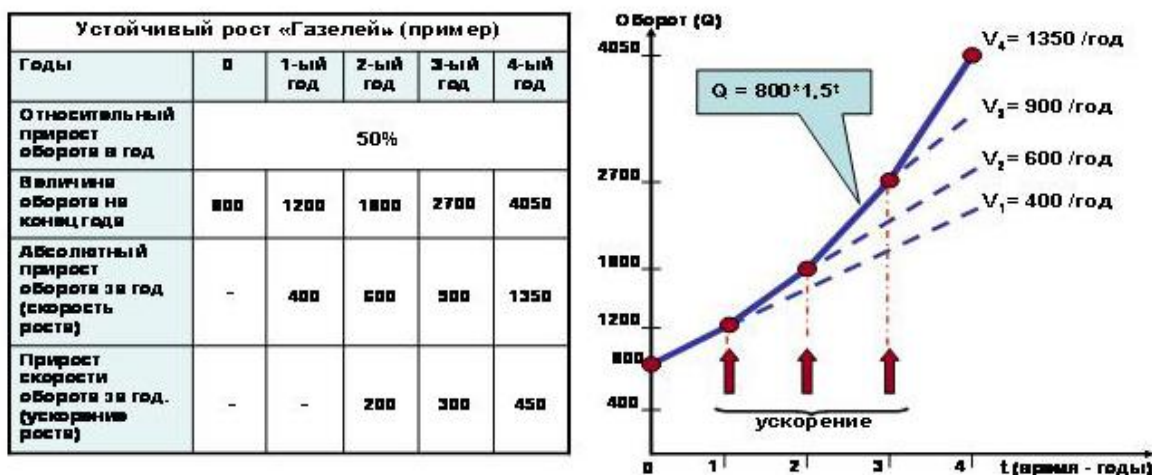 Устойчивый рост «Газелей» (пример)
Годы 0 1-ый год 2-ой год 3-ый год 4-ый год
Относительный
прирост
оборота в год
50%
Величина
оборота на
конец года
800 1200 1800 2700 4050
Абсолютный
прирост
оборота за год
(скорость
роста)
- 400 600 900 1350
Прирост
скорости
оборота за год.
(ускорение
роста)
- - 200 300 450
Оборот (Q)
4050
2700
1800
1200
800
400
Q = 800*1,5ᵗ
V₄= 1350 /год
V₃= 900 /год
V₂= 600 /год
V₁= 400 /год
ускорение
0 1 2 3 4 t (время - годы)